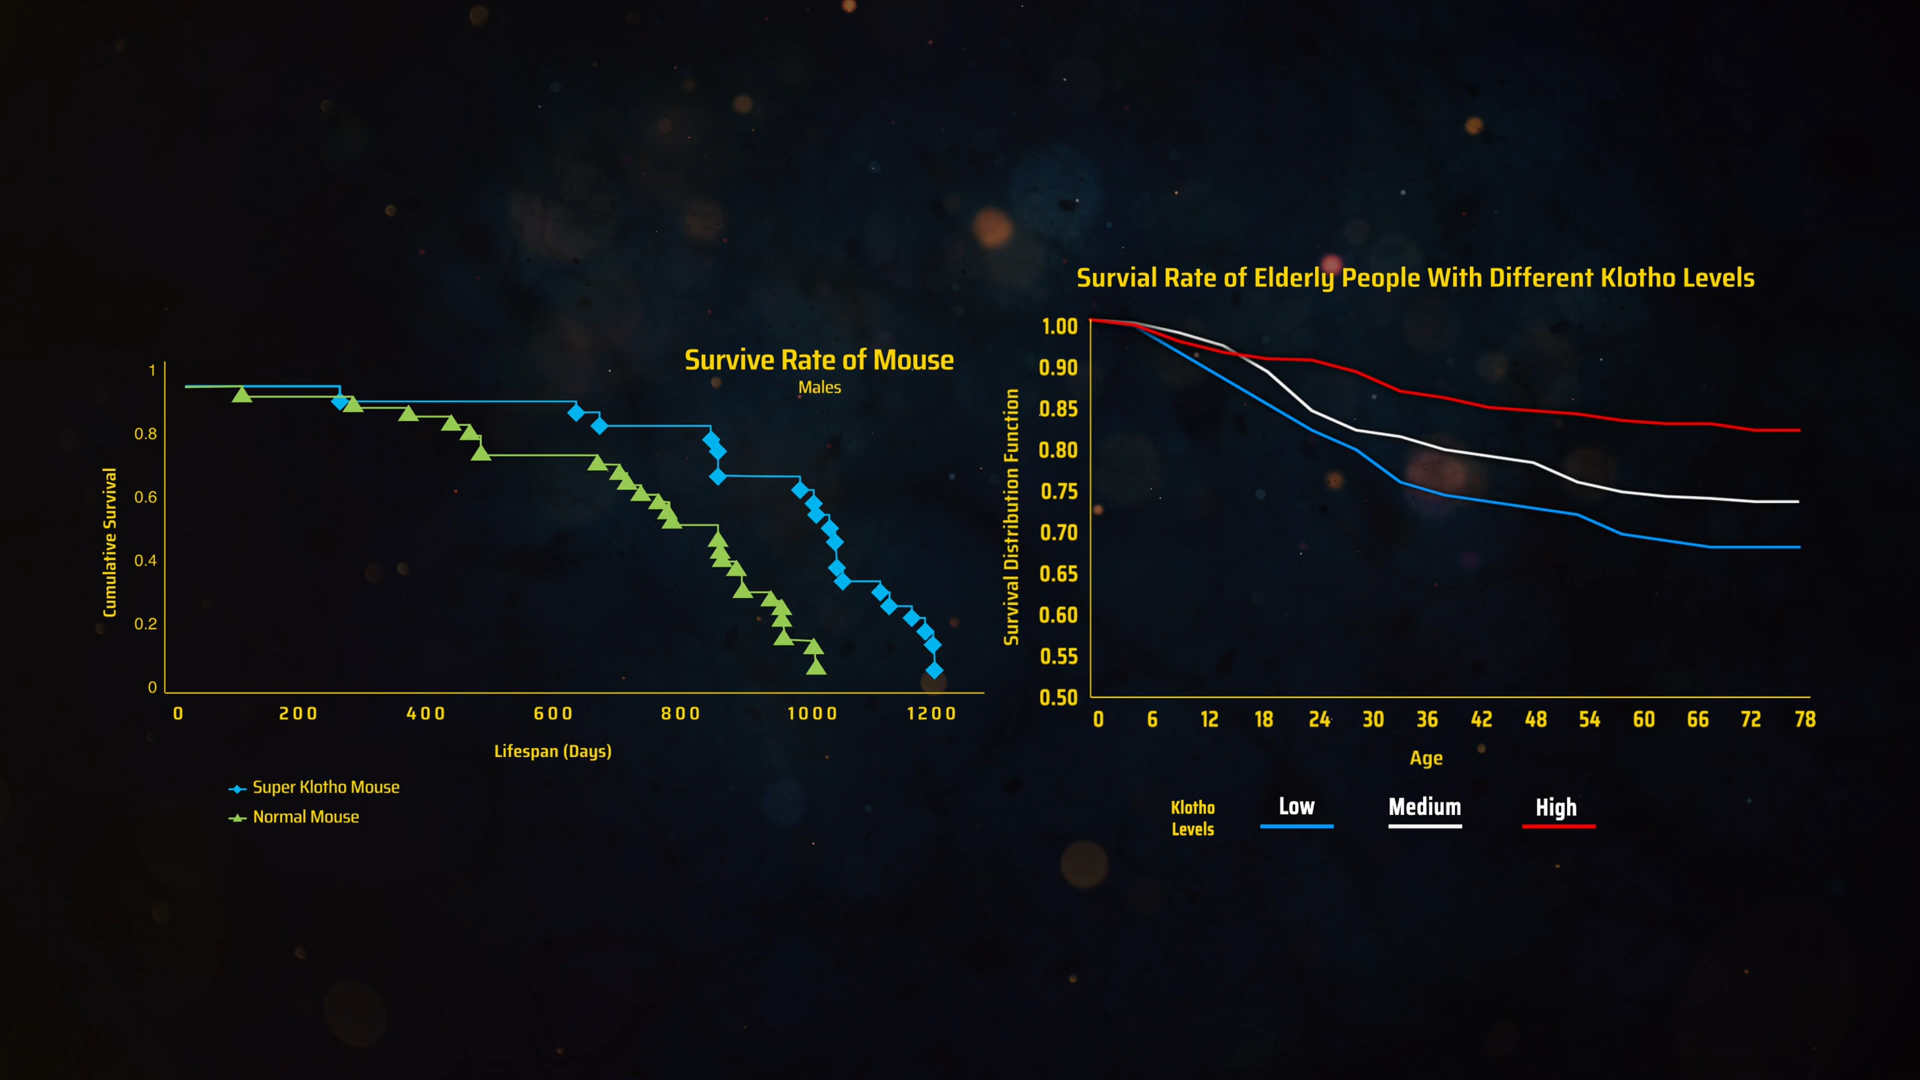 Survive Rate of Mouse
Males
Cumulative Survival
1
0.8
0.6
0.4
0.2
0
0 200 400 600 800 1000 1200
Lifespan (Days)
Super Klotho Mouse
Normal Mouse
Survial Rate of Elderly People With Different Klotho Levels
Survival Distribution Function
1.00
0.90
0.85
0.80
0.75
0.70
0.65
0.60
0.55
0.50
0 6 12 18 24 30 36 42 48 54 60 66 72 78
Age
Klotho
Levels
Low Medium High